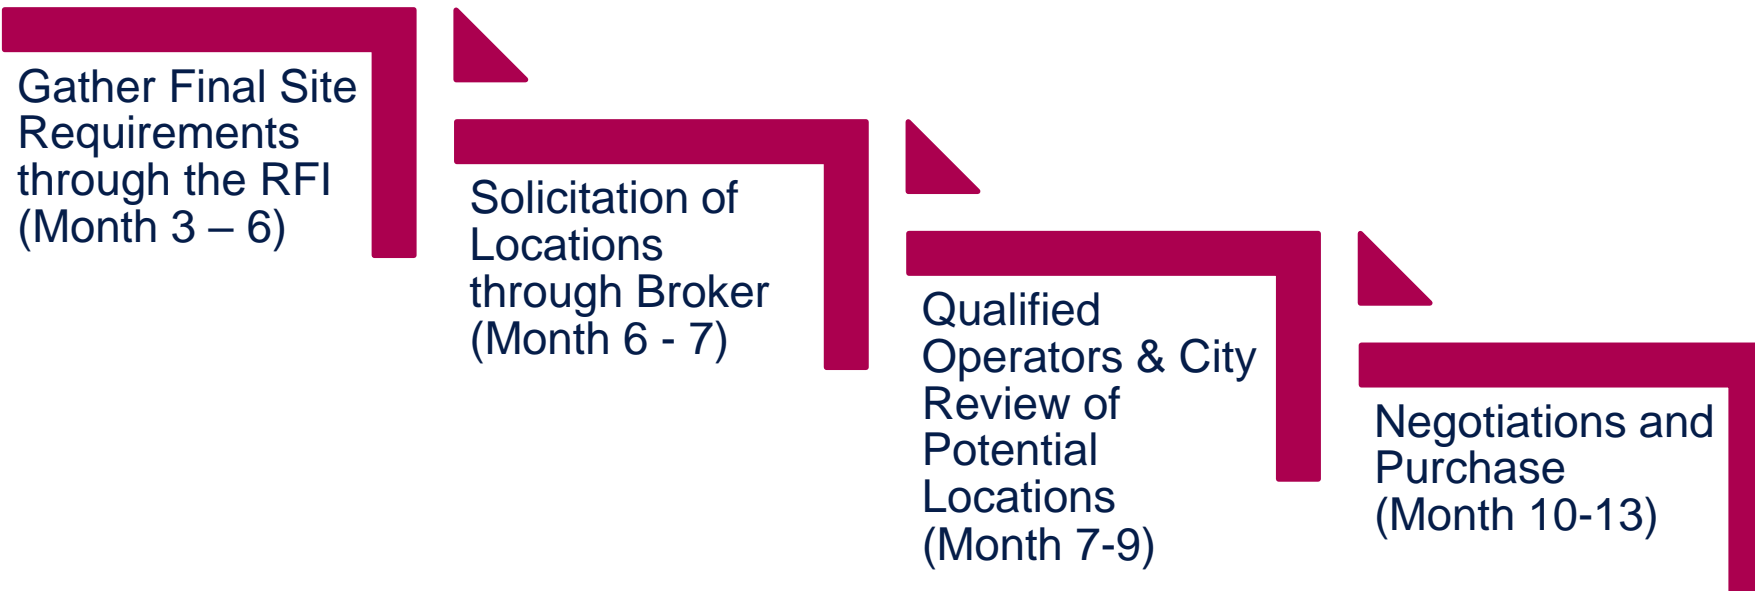 Gather Final Site
Requirements
through the RFI
(Month 3 – 6)
Solicitation of
Locations
through Broker
(Month 6 - 7)
Qualified
Operators & City
Review of
Potential
Locations
(Month 7-9)
Negotiations and
Purchase
(Month 10-13)